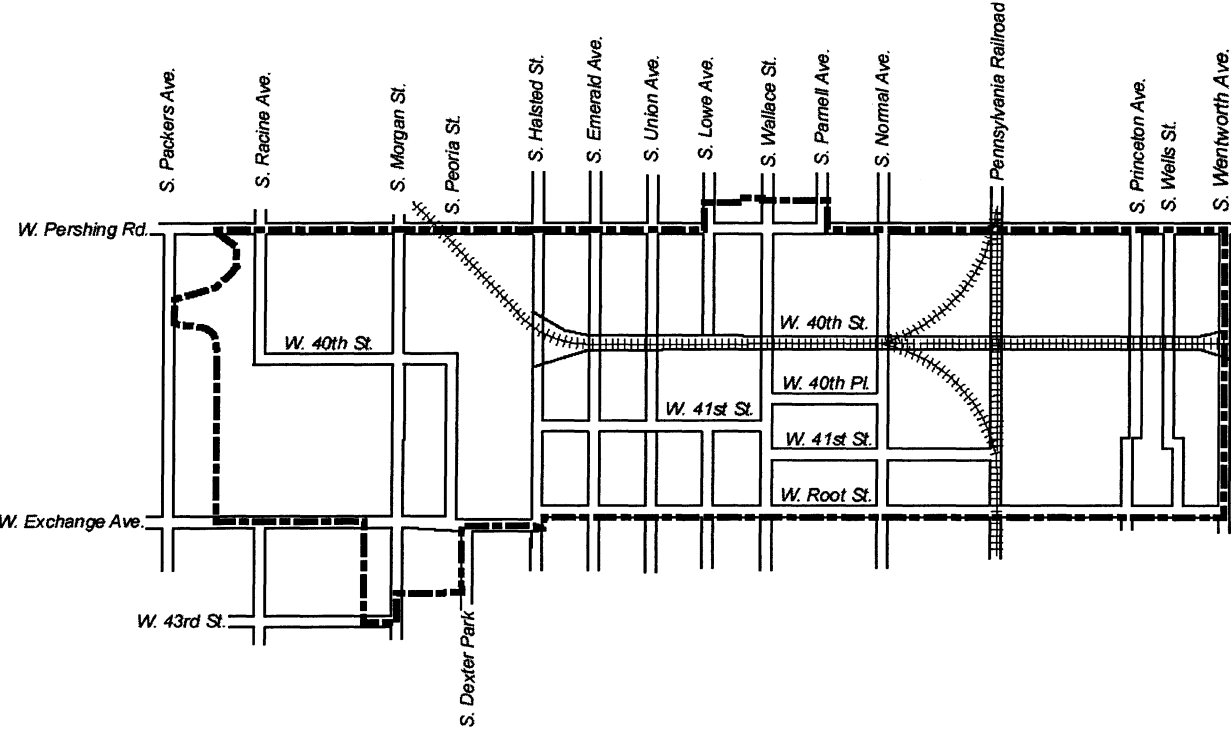 S. Packers Ave.
S. Racine Ave.
S. Morgan St.
S. Peoria St.
S. Halsted St.
S. Emerald Ave.
S. Union Ave.
S. Lowe Ave.
S. Wallace St.
S. Parnell Ave.
S. Normal Ave.
Pennsylvania Railroad
S. Princeton Ave.
S. Wells St.
S. Wentworth Ave.
W. Pershing Rd.
W. 40th St.
W. 40th St.
W. 40th Pl.
W. 41st St.
W. 41st St.
W. Root St.
W. Exchange Ave.
W. 43rd St.
S. Dexter Park